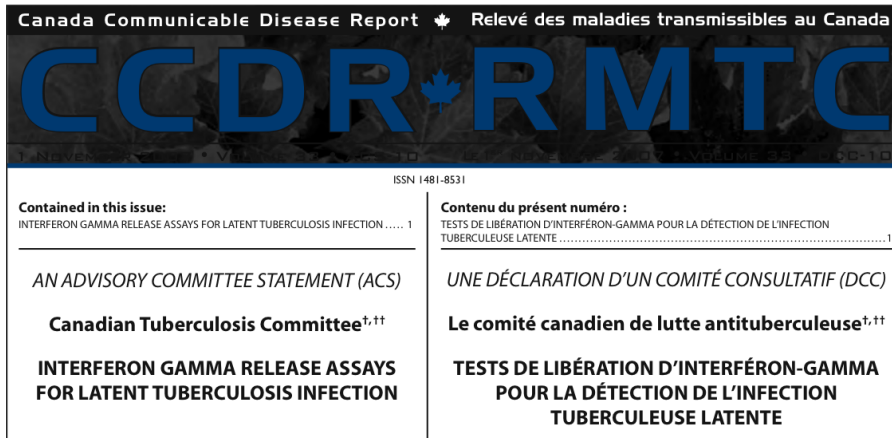 Canada Communicable Disease Report Relevé des maladies transmissibles au Canada
CCDR RMTC
ISSN 1481-8531
Contained in this issue:
INTERFERON GAMMA RELEASE ASSAYS FOR LATENT TUBERCULOSIS INFECTION ..... 1
AN ADVISORY COMMITTEE STATEMENT (ACS)
Canadian Tuberculosis Committee†,††
INTERFERON GAMMA RELEASE ASSAYS
FOR LATENT TUBERCULOSIS INFECTION
Contenu du présent numéro :
TESTS DE LIBÉRATION D'INTERFÉRON-GAMMA POUR LA DÉTECTION DE L'INFECTION
TUBERCULEUSE LATENTE ..................................................................................... 1
UNE DÉCLARATION D'UN COMITÉ CONSULTATIF (DCC)
Le comité canadien de lutte antituberculeuse†,††
TESTS DE LIBÉRATION D'INTERFÉRON-GAMMA
POUR LA DÉTECTION DE L'INFECTION
TUBERCULEUSE LATENTE